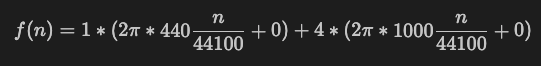 f(n) = 1 * (2π * 440 n/44100 + 0) + 4 * (2π * 1000 n/44100 + 0)